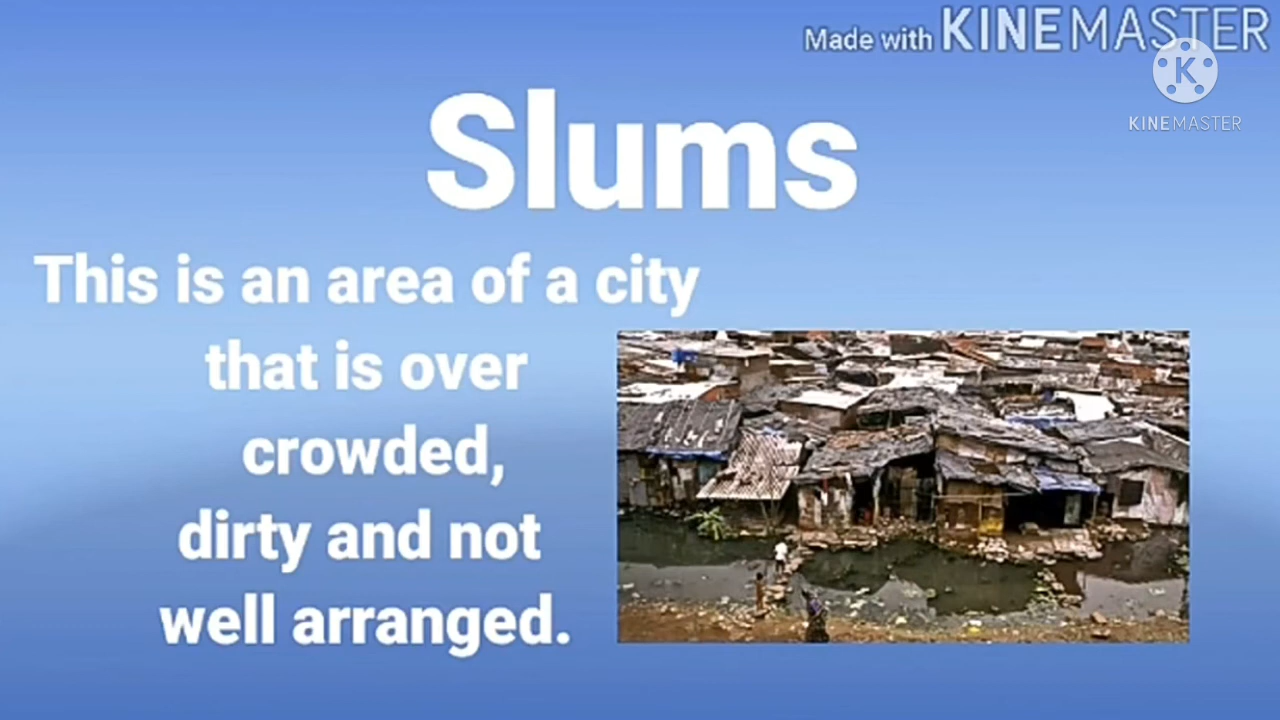 Made with KINEMASTER
K
KINEMASTER
Slums
This is an area of a city
that is over
crowded,
dirty and not
well arranged.